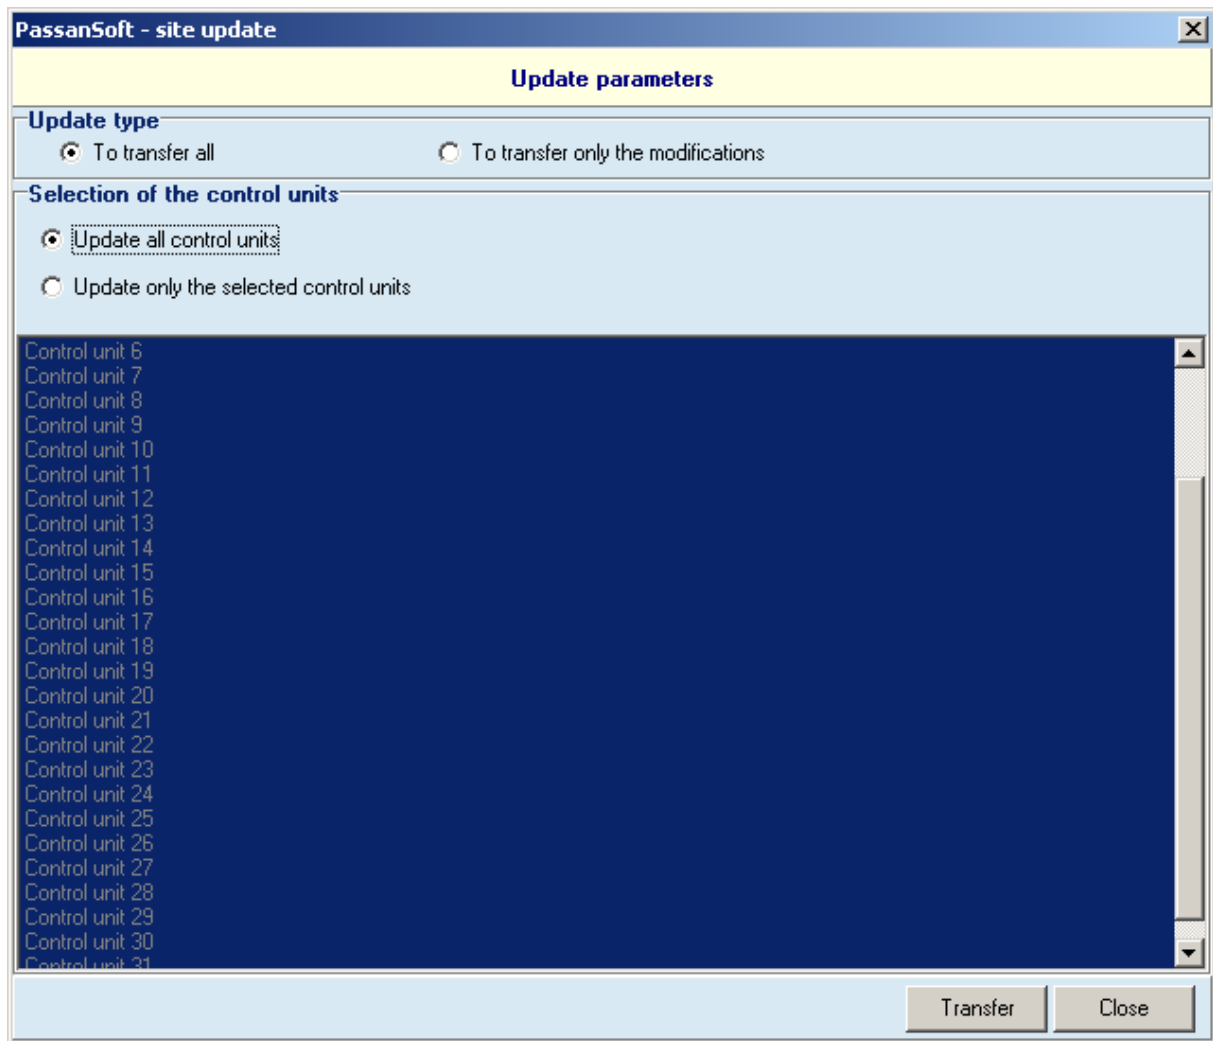 PassanSoft - site update
Update parameters
Update type
To transfer all To transfer only the modifications
Selection of the control units
Update all control units
Update only the selected control units
Control unit 6
Control unit 7
Control unit 8
Control unit 9
Control unit 10
Control unit 11
Control unit 12
Control unit 13
Control unit 14
Control unit 15
Control unit 16
Control unit 17
Control unit 18
Control unit 19
Control unit 20
Control unit 21
Control unit 22
Control unit 23
Control unit 24
Control unit 25
Control unit 26
Control unit 27
Control unit 28
Control unit 29
Control unit 30
Control unit 31
Transfer Close